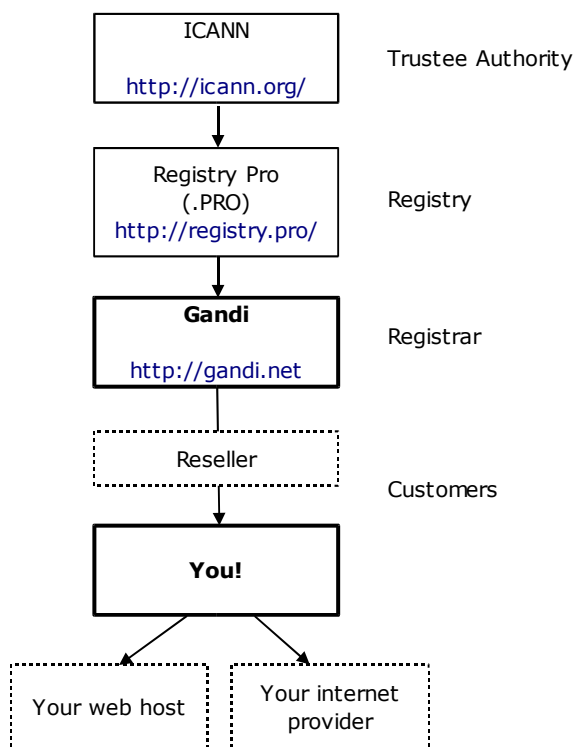 ICANN
http://icann.org/
Trustee Authority
Registry Pro
(.PRO)
http://registry.pro/
Registry
Gandi
http://gandi.net
Registrar
Reseller
Customers
You!
Your web host
Your internet
provider